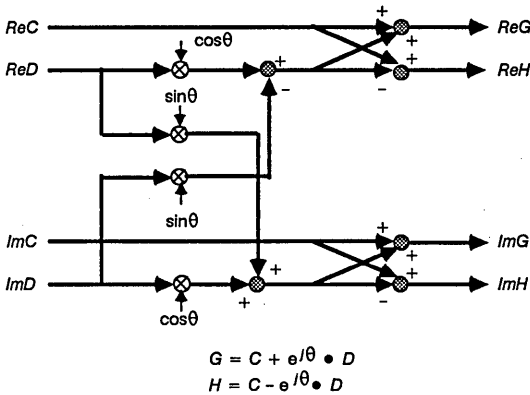 ReC + ReG
cosθ +
+
ReD + + ReH
− −
sinθ
sinθ
ImC + ImG
+
+
ImD + + ImH
+ −
cosθ
G = C + e^jθ • D
H = C − e^jθ • D